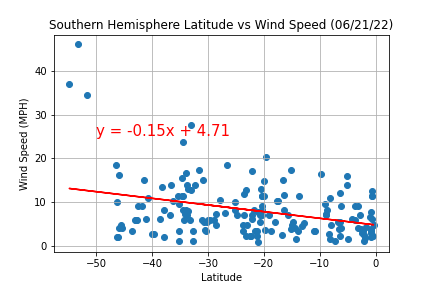 Southern Hemisphere Latitude vs Wind Speed (06/21/22)
40
30
20
10
0
Wind Speed (MPH)
y = -0.15x + 4.71
−50
−40
−30
−20
−10
0
Latitude